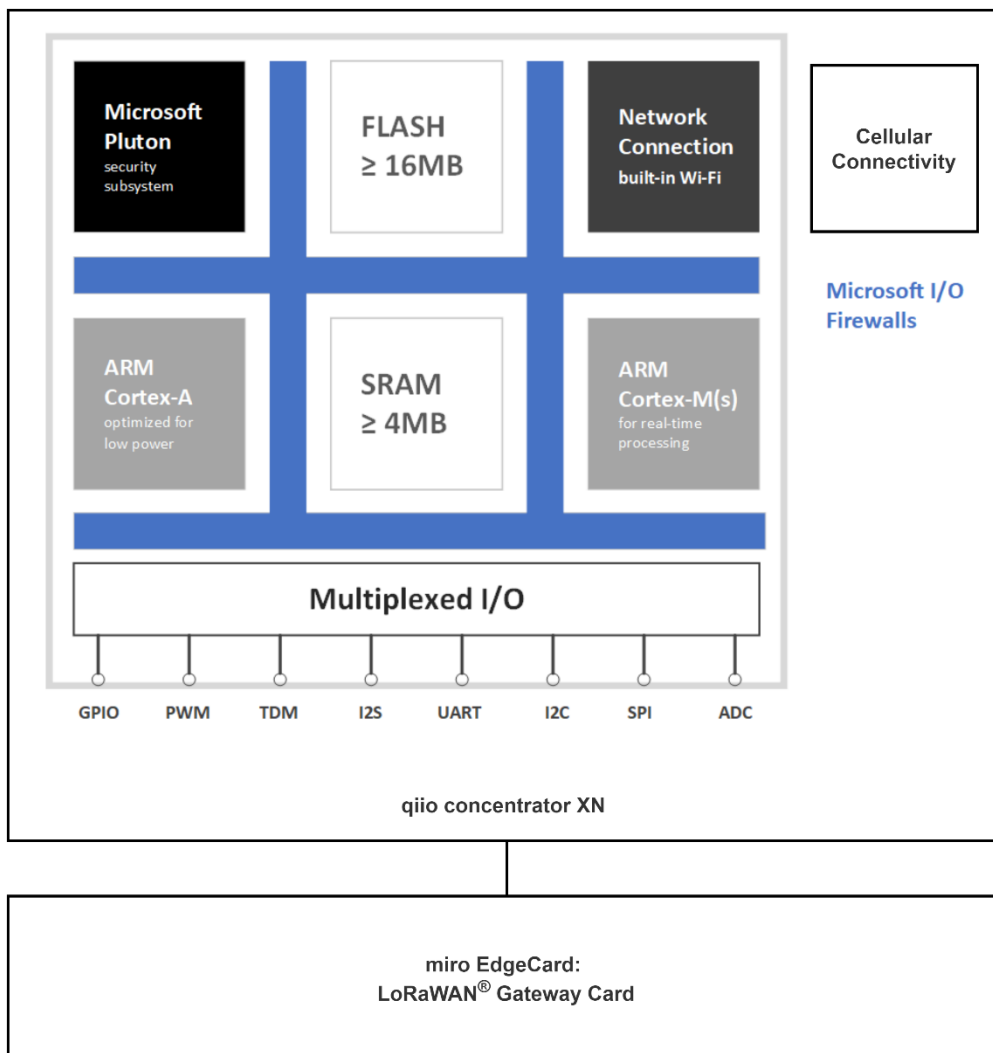 Microsoft
Pluton
security
subsystem
FLASH
≥ 16MB
Network
Connection
built-in Wi-Fi
Cellular
Connectivity
Microsoft I/O
Firewalls
ARM
Cortex-A
optimized for
low power
SRAM
≥ 4MB
ARM
Cortex-M(s)
for real-time
processing
Multiplexed I/O
GPIO PWM TDM I2S UART I2C SPI ADC
qiio concentrator XN
miro EdgeCard:
LoRaWAN® Gateway Card